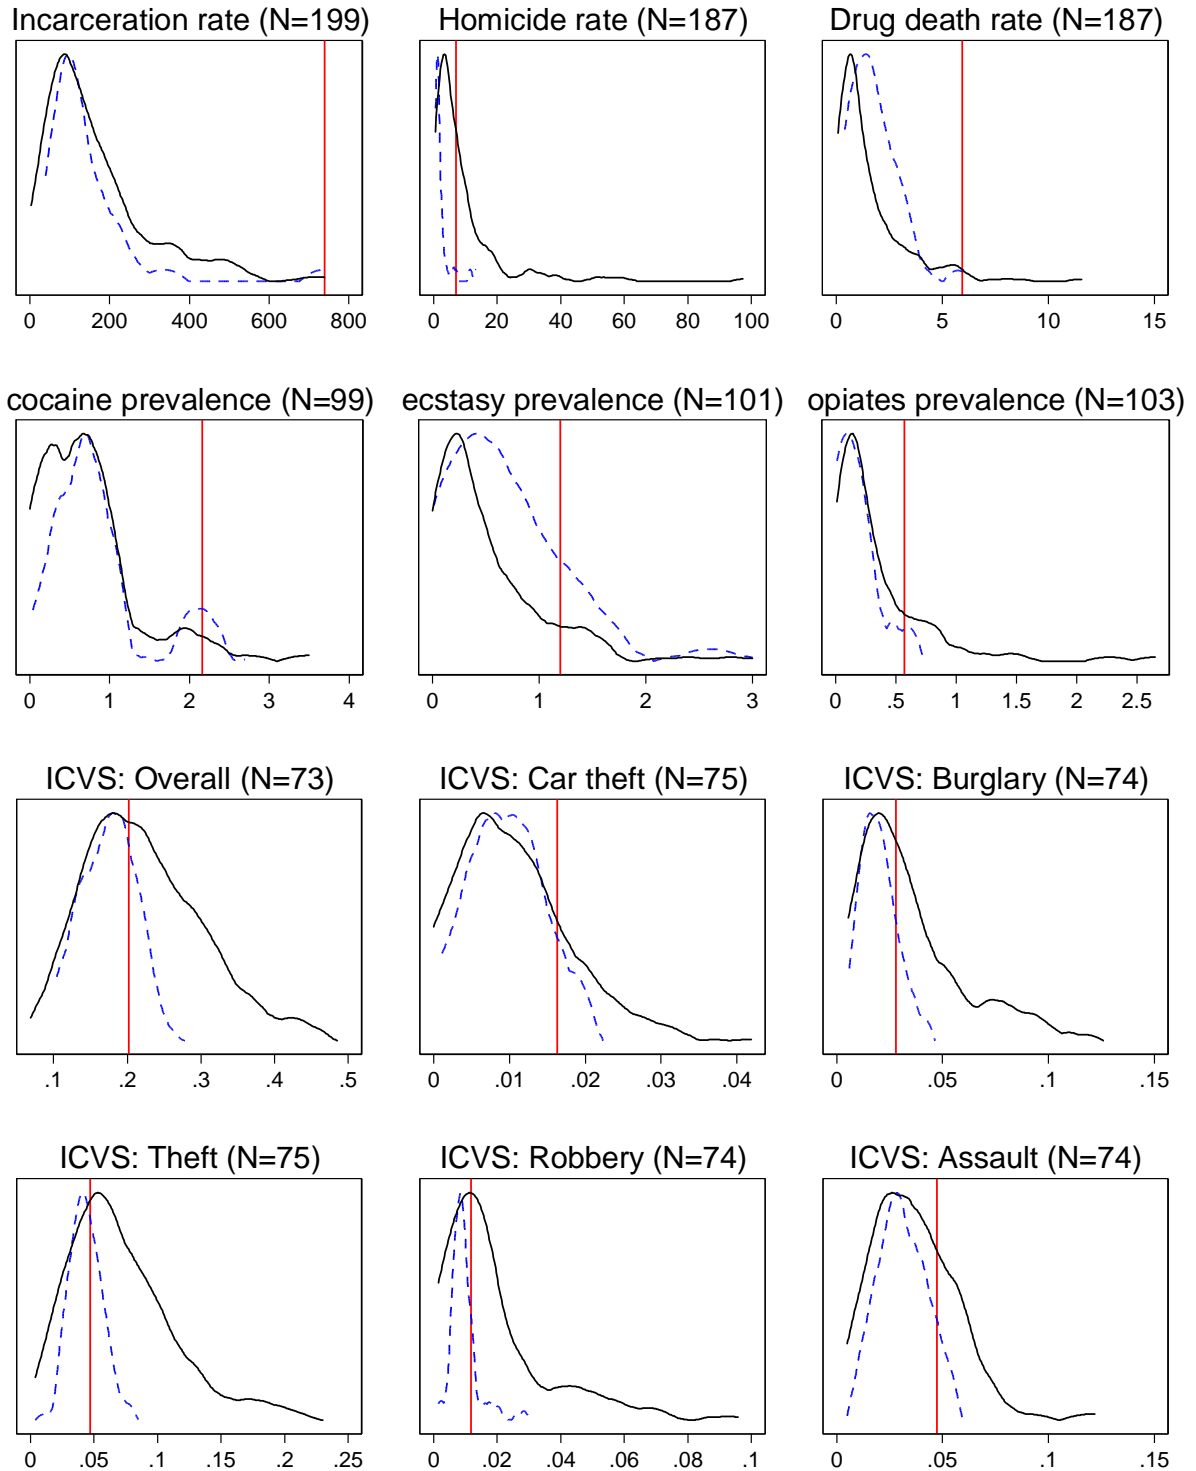 Incarceration rate (N=199) Homicide rate (N=187) Drug death rate (N=187)
0 200 400 600 800 0 20 40 60 80 100 0 5 10 15
cocaine prevalence (N=99) ecstasy prevalence (N=101) opiates prevalence (N=103)
0 1 2 3 4 0 1 2 3 0 .5 1 1.5 2 2.5
ICVS: Overall (N=73) ICVS: Car theft (N=75) ICVS: Burglary (N=74)
.1 .2 .3 .4 .5 0 .01 .02 .03 .04 0 .05 .1 .15
ICVS: Theft (N=75) ICVS: Robbery (N=74) ICVS: Assault (N=74)
0 .05 .1 .15 .2 .25 0 .02 .04 .06 .08 .1 0 .05 .1 .15